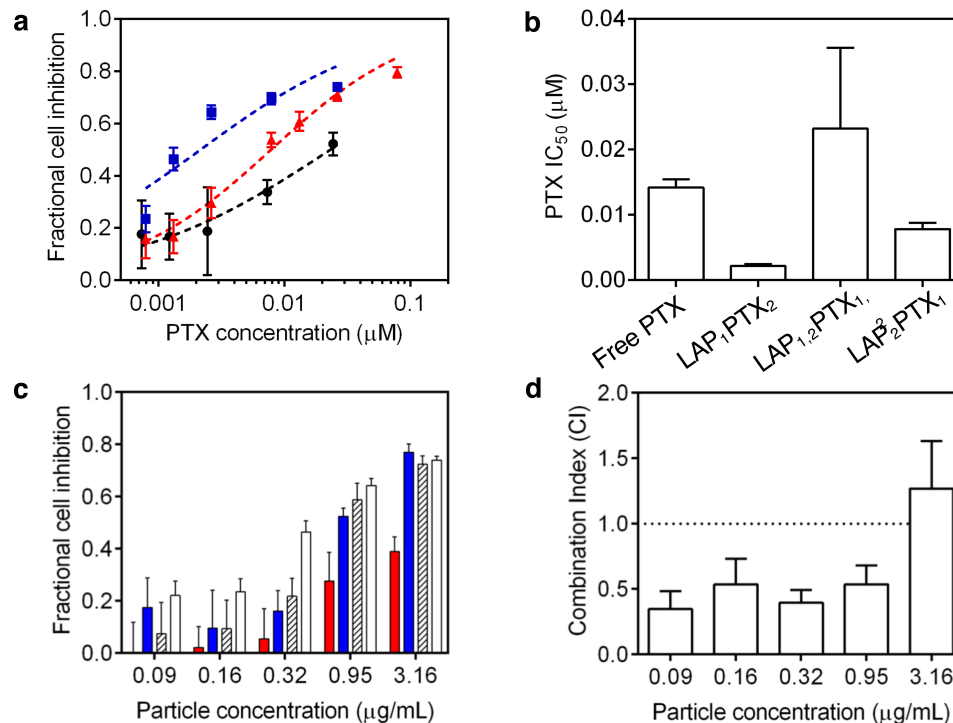 a
1.0
0.8
0.6
0.4
0.2
0.0
Fractional cell inhibition
0.001
0.01
0.1
PTX concentration (μM)
b
0.04
0.03
0.02
0.01
0.00
PTX IC50 (μM)
Free PTX
LAP1PTX2
LAP1,2PTX1,
2
LAP2PTX1
c
1.0
0.8
0.6
0.4
0.2
0.0
Fractional cell inhibition
0.09
0.16
0.32
0.95
3.16
Particle concentration (μg/mL)
d
2.0
1.5
1.0
0.5
0.0
Combination Index (CI)
0.09
0.16
0.32
0.95
3.16
Particle concentration (μg/mL)